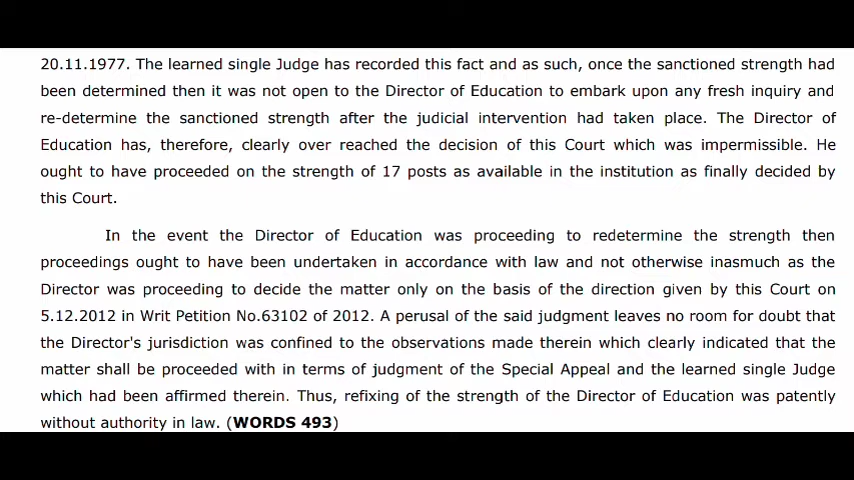 20.11.1977. The learned single Judge has recorded this fact and as such, once the sanctioned strength had
been determined then it was not open to the Director of Education to embark upon any fresh inquiry and
re-determine the sanctioned strength after the judicial intervention had taken place. The Director of
Education has, therefore, clearly over reached the decision of this Court which was impermissible. He
ought to have proceeded on the strength of 17 posts as available in the institution as finally decided by
this Court.
In the event the Director of Education was proceeding to redetermine the strength then
proceedings ought to have been undertaken in accordance with law and not otherwise inasmuch as the
Director was proceeding to decide the matter only on the basis of the direction given by this Court on
5.12.2012 in Writ Petition No.63102 of 2012. A perusal of the said judgment leaves no room for doubt that
the Director's jurisdiction was confined to the observations made therein which clearly indicated that the
matter shall be proceeded with in terms of judgment of the Special Appeal and the learned single Judge
which had been affirmed therein. Thus, refixing of the strength of the Director of Education was patently
without authority in law. (WORDS 493)